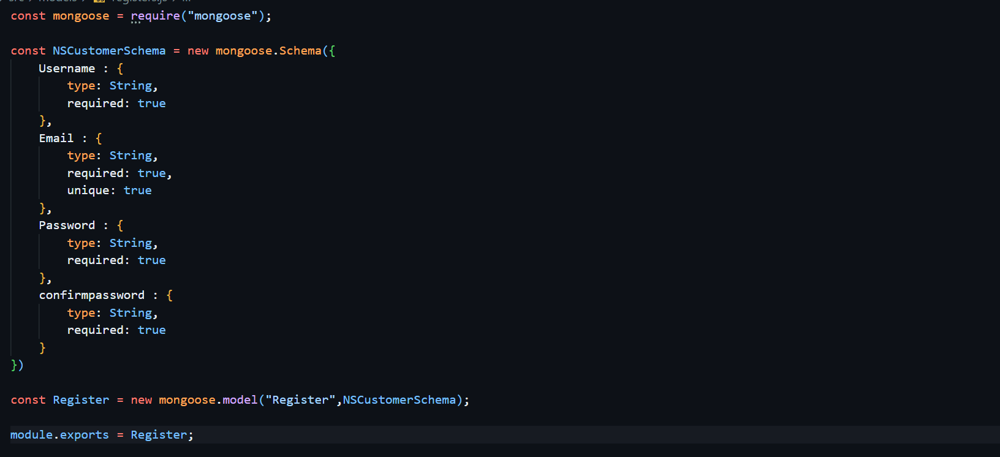 const mongoose = require("mongoose");
const NSCustomerSchema = new mongoose.Schema({
Username : {
type: String,
required: true
},
Email : {
type: String,
required: true,
unique: true
},
Password : {
type: String,
required: true
},
confirmpassword : {
type: String,
required: true
}
})
const Register = new mongoose.model("Register",NSCustomerSchema);
module.exports = Register;